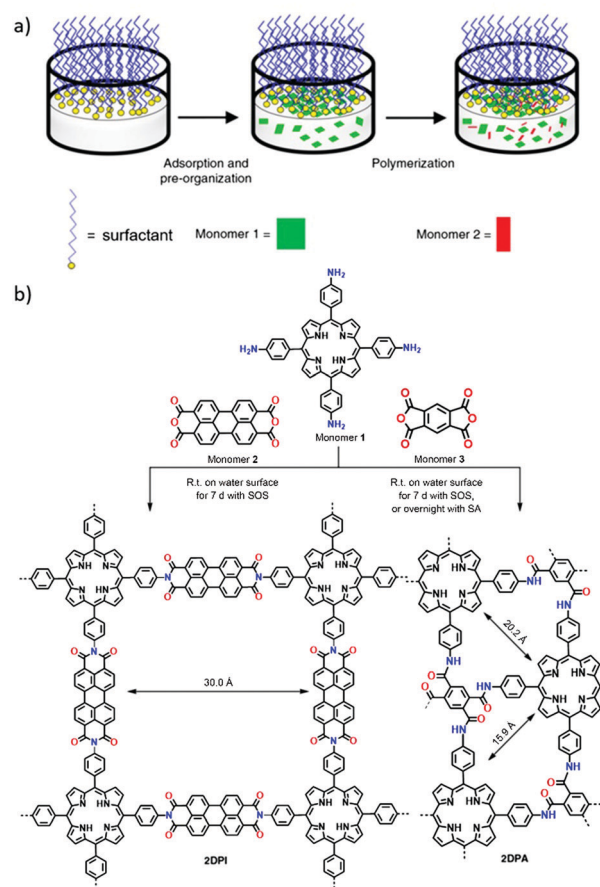 a)
Adsorption and
pre-organization
Polymerization
= surfactant
Monomer 1 =
Monomer 2 =
b)
NH₂
H₂N
NH₂
NH₂
N
HN
NH
N
O
O
O
O
O
O
O
O
O
O
O
O
Monomer 1
Monomer 2
Monomer 3
R.t. on water surface
for 7 d with SOS
R.t. on water surface
for 7 d with SOS,
or overnight with SA
30.0 Å
20.2 Å
15.9 Å
2DPI
2DPA